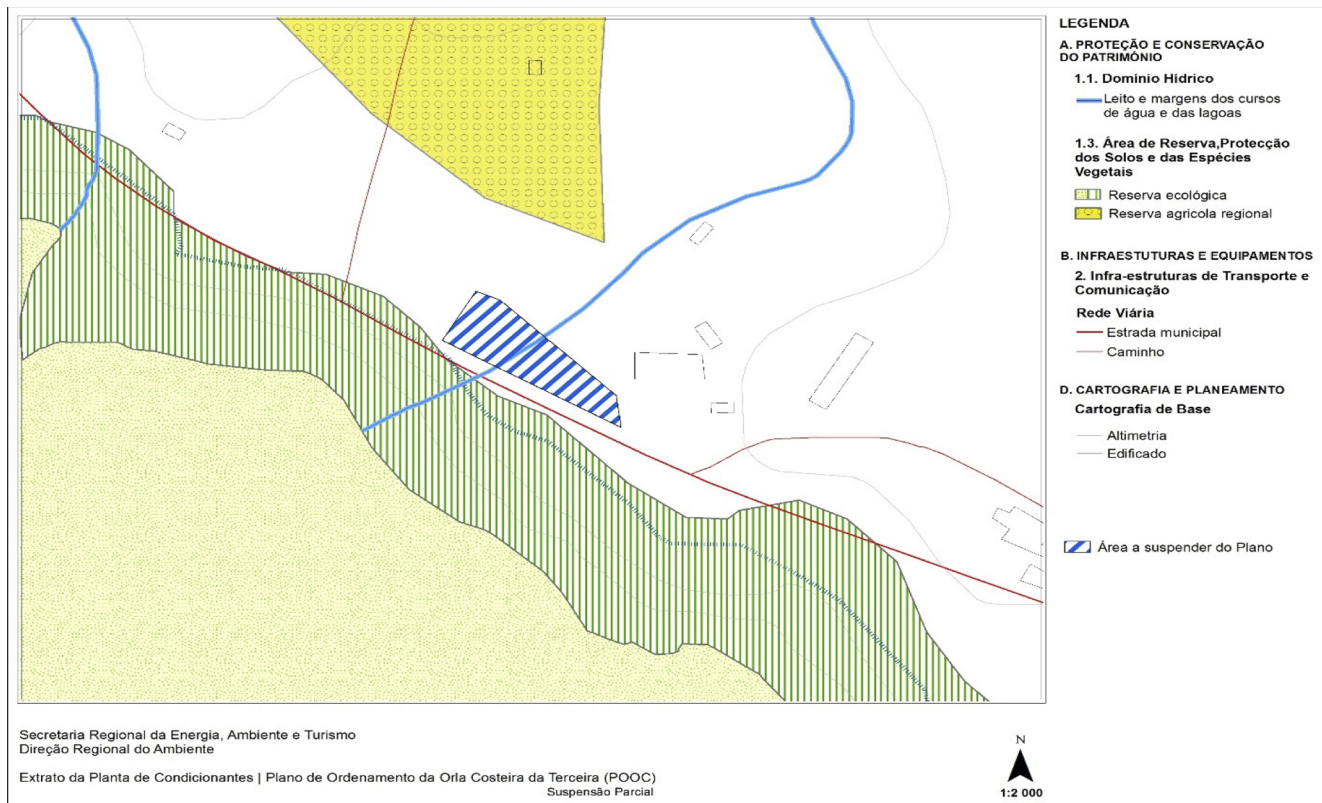 LEGENDA
A. PROTEÇÃO E CONSERVAÇÃO
DO PATRIMÓNIO
1.1. Domínio Hídrico
Leito e margens dos cursos
de água e das lagoas
1.3. Área de Reserva,Protecção
dos Solos e das Espécies
Vegetais
Reserva ecológica
Reserva agricola regional
B. INFRAESTUTURAS E EQUIPAMENTOS
2. Infra-estruturas de Transporte e
Comunicação
Rede Viária
Estrada municipal
Caminho
D. CARTOGRAFIA E PLANEAMENTO
Cartografia de Base
Altimetria
Edificado
Área a suspender do Plano
Secretaria Regional da Energia, Ambiente e Turismo
Direção Regional do Ambiente
Extrato da Planta de Condicionantes | Plano de Ordenamento da Orla Costeira da Terceira (POOC)
Suspensão Parcial
N
1:2 000